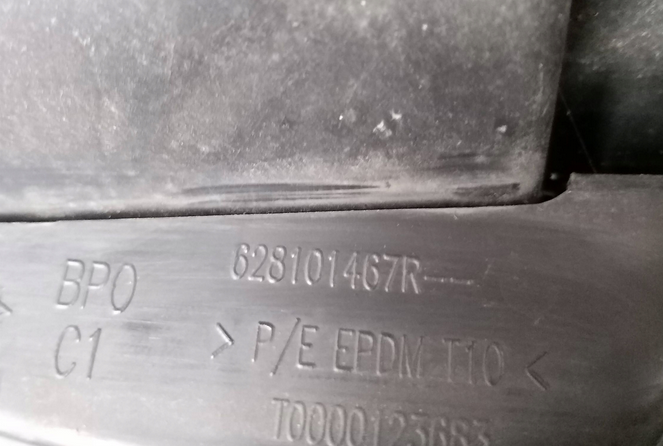 BPO 628101467R--
C1 > P/E EPDM T10 <
T0000123683